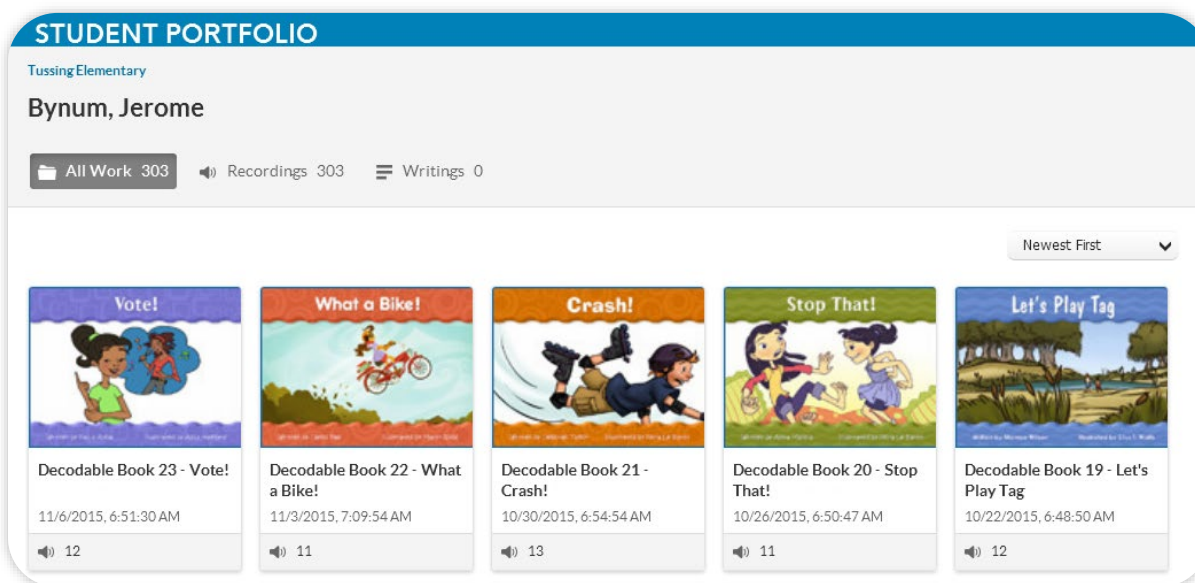 STUDENT PORTFOLIO
Tussing Elementary
Bynum, Jerome
All Work 303 Recordings 303 Writings 0
Newest First
Vote!
What a Bike!
Crash!
Stop That!
Let's Play Tag
Decodable Book 23 - Vote!
11/6/2015, 6:51:30 AM
12
Decodable Book 22 - What
a Bike!
11/3/2015, 7:09:54 AM
11
Decodable Book 21 -
Crash!
10/30/2015, 6:54:54 AM
13
Decodable Book 20 - Stop
That!
10/26/2015, 6:50:47 AM
11
Decodable Book 19 - Let's
Play Tag
10/22/2015, 6:48:50 AM
12